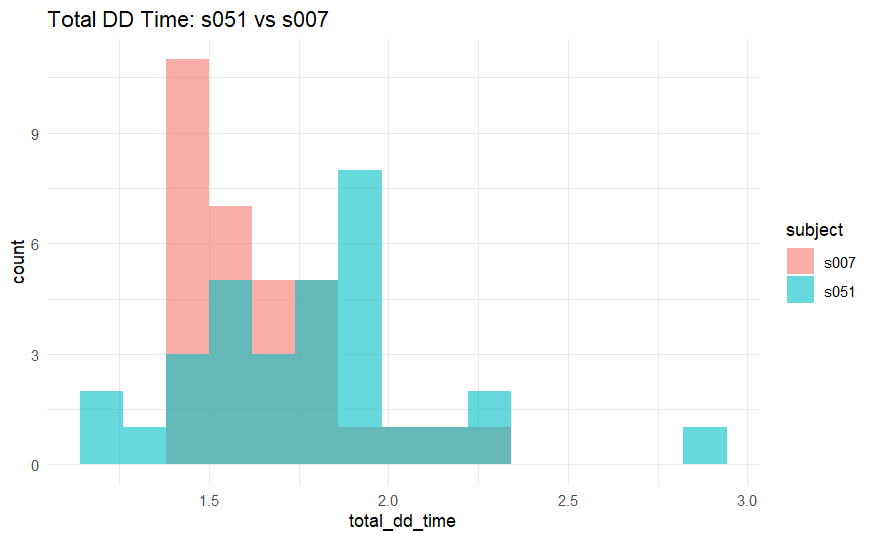 Total DD Time: s051 vs s007
count
9
6
3
0
1.5
2.0
2.5
3.0
total_dd_time
subject
s007
s051